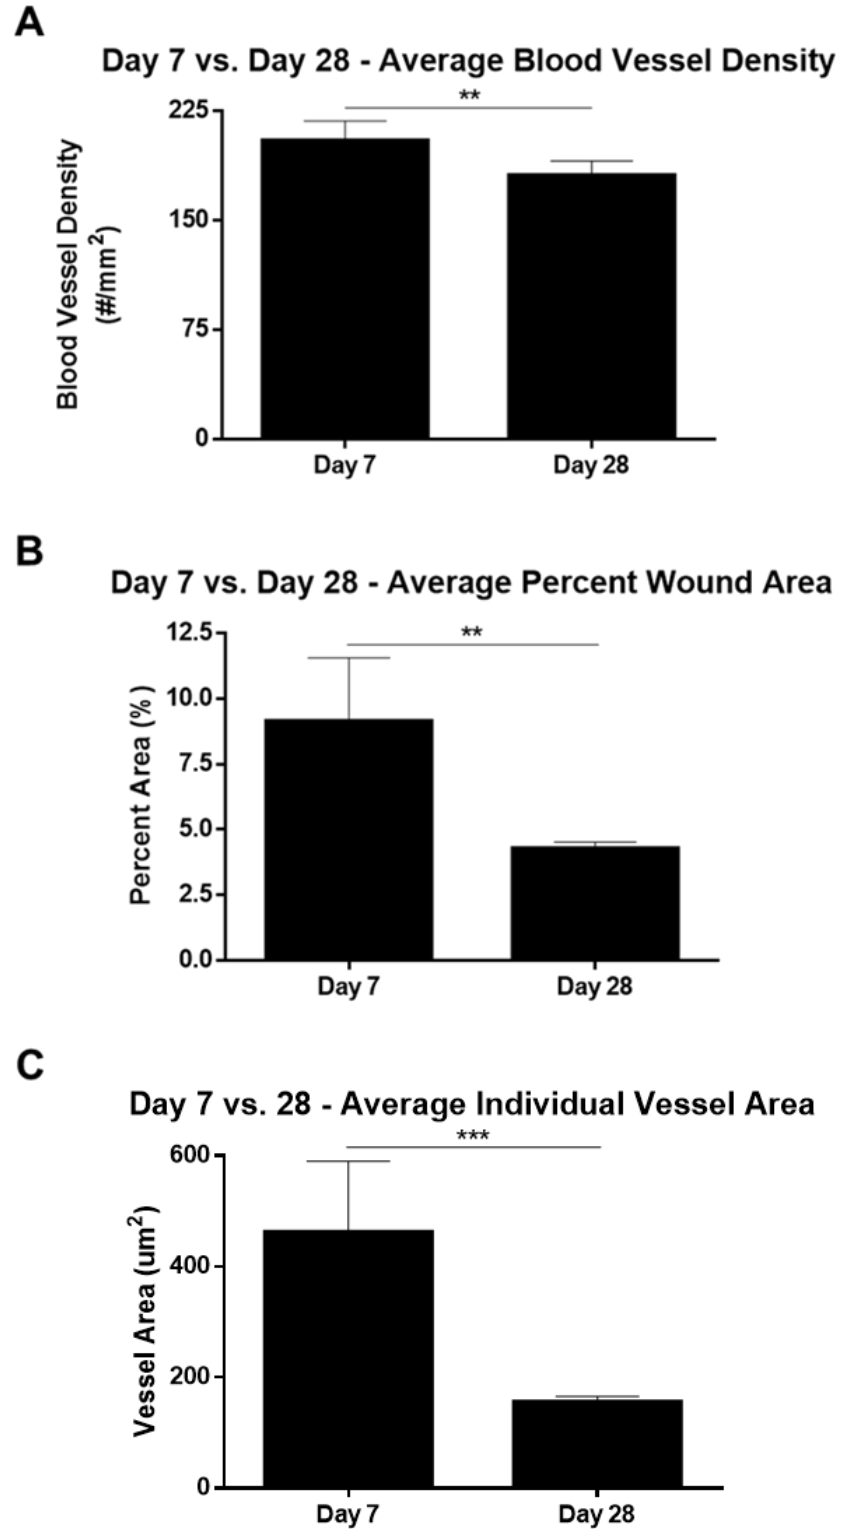 A
Day 7 vs. Day 28 - Average Blood Vessel Density
**
225
150
75
0
Blood Vessel Density
(#/mm²)
Day 7
Day 28
B
Day 7 vs. Day 28 - Average Percent Wound Area
**
12.5
10.0
7.5
5.0
2.5
0.0
Percent Area (%)
Day 7
Day 28
C
Day 7 vs. 28 - Average Individual Vessel Area
***
600
400
200
0
Vessel Area (um²)
Day 7
Day 28